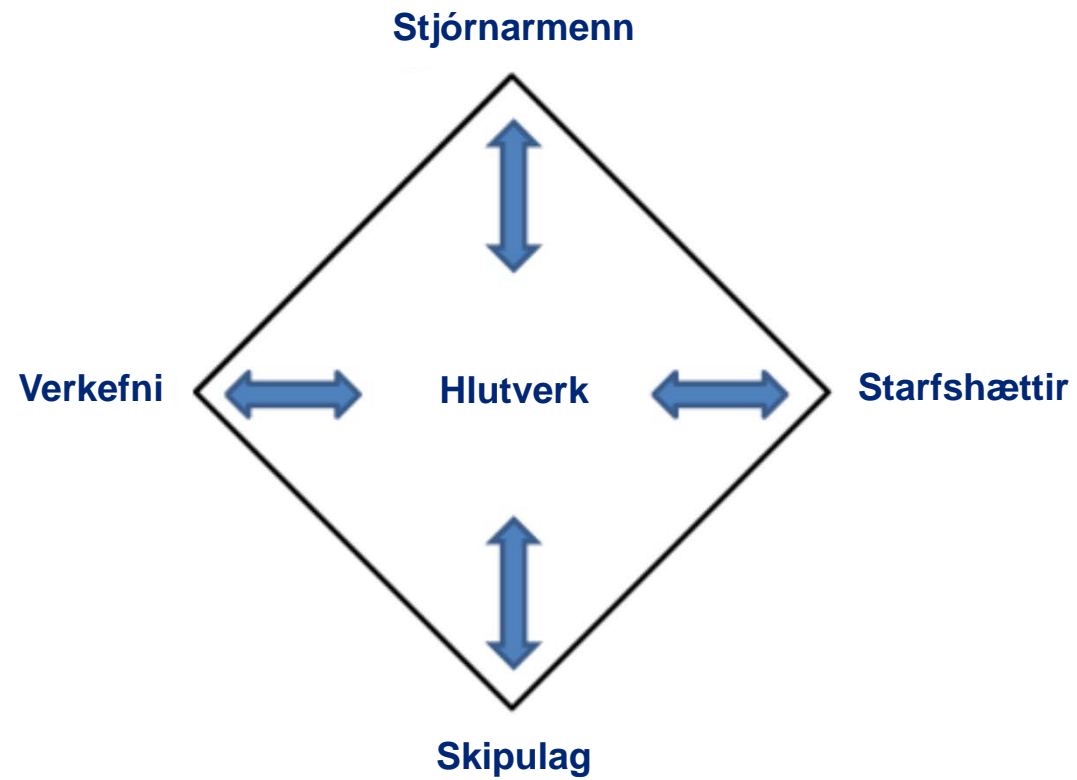 Stjórnarmenn
Verkefni
Hlutverk
Starfshættir
Skipulag